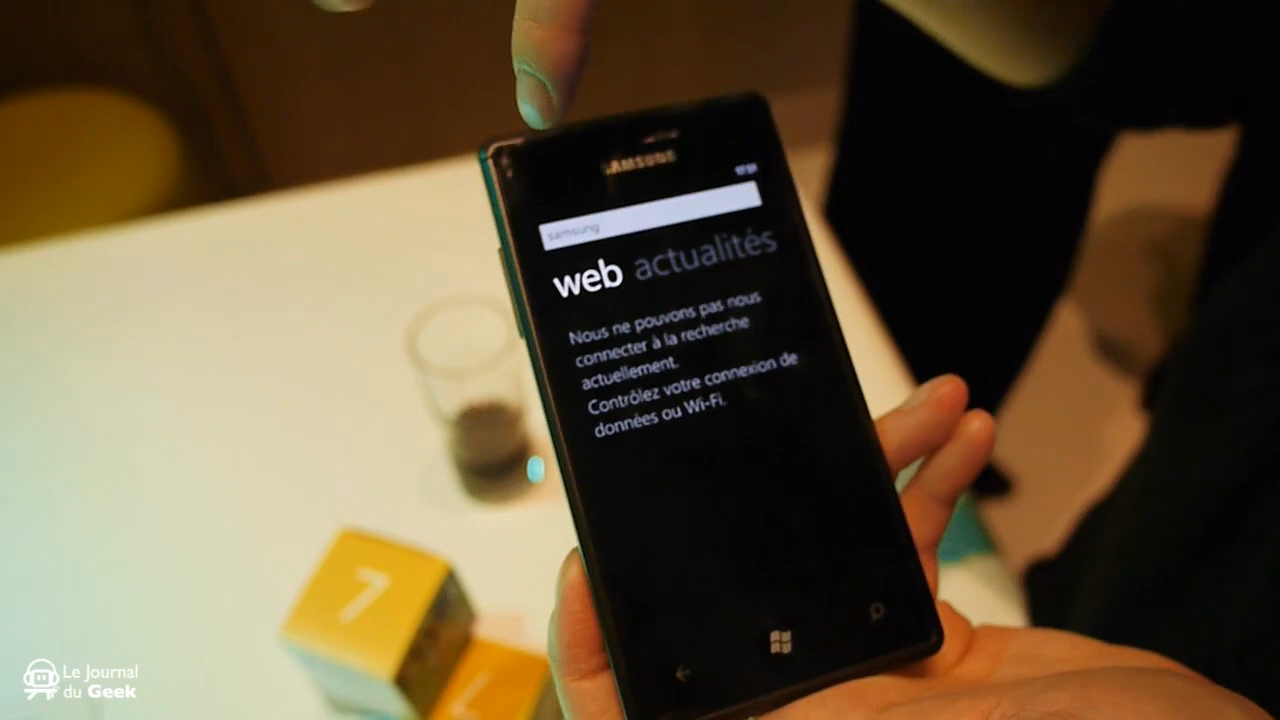 SAMSUNG
samsung
web actualités
Nous ne pouvons pas nous
connecter à la recherche
actuellement.
Contrôlez votre connexion de
données ou Wi-Fi.
7
Le Journal
du Geek